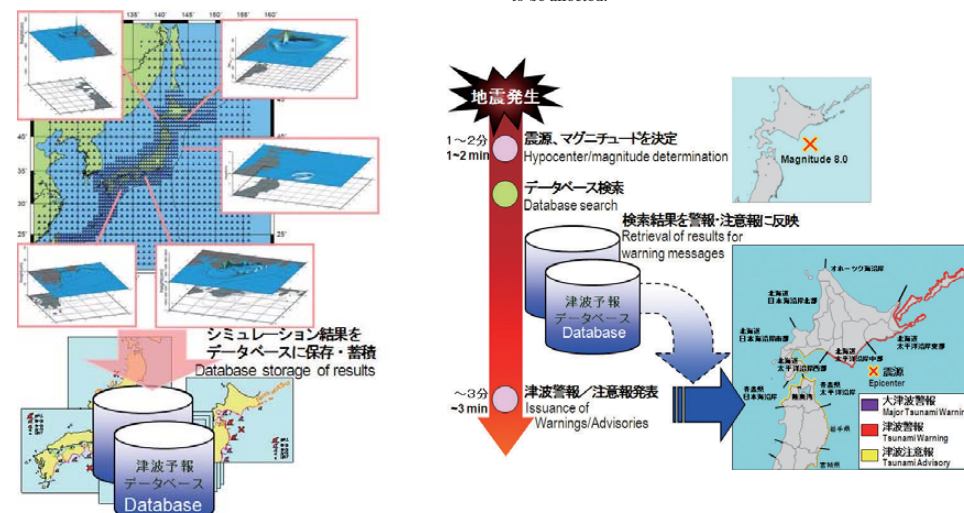 to be affected.
135°
140°
145°
150°
155°
160°
45°
40°
35°
30°
25°
シミュレーション結果を
データベースに保存・蓄積
Database storage of results
津波予報
データベース
Database
地震発生
1～2分
1~2 min
震源、マグニチュードを決定
Hypocenter/magnitude determination
データベース検索
Database search
検索結果を警報・注意報に反映
Retrieval of results for
warning messages
津波予報
データベース
Database
～3分
~3 min
津波警報／注意報発表
Issuance of
Warnings/Advisories
Magnitude 8.0
オホーツク海沿岸
北海道
日本海沿岸北部
北海道
日本海沿岸南部
北海道
太平洋沿岸東部
北海道
太平洋沿岸中部
北海道
太平洋沿岸西部
青森県
日本海沿岸
青森県
太平洋沿岸
陸奥湾
岩手県
宮城県
震源
Epicenter
大津波警報
Major Tsunami Warnin
津波警報
Tsunami Warning
津波注意報
Tsunami Advisory